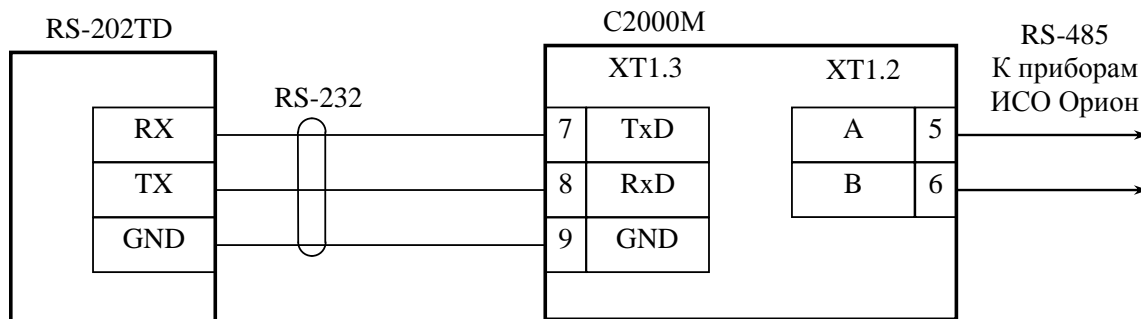 RS-202TD
C2000M
RS-485
К приборам
ИСО Орион
XT1.3
XT1.2
RS-232
RX
7
TxD
A
5
TX
8
RxD
B
6
GND
9
GND